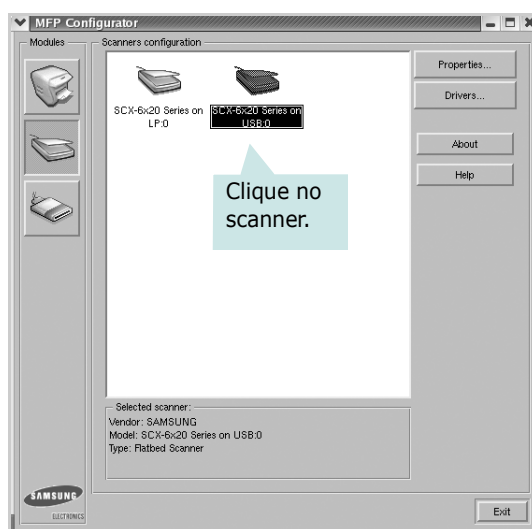 MFP Configurator
Modules
Scanners configuration
SCX-6x20 Series on
LP:0
SCX-6x20 Series on
USB:0
Properties...
Drivers...
About
Help
Clique no
scanner.
Selected scanner:
Vendor: SAMSUNG
Model: SCX-6x20 Series on USB:0
Type: Flatbed Scanner
SAMSUNG
ELECTRONICS
Exit